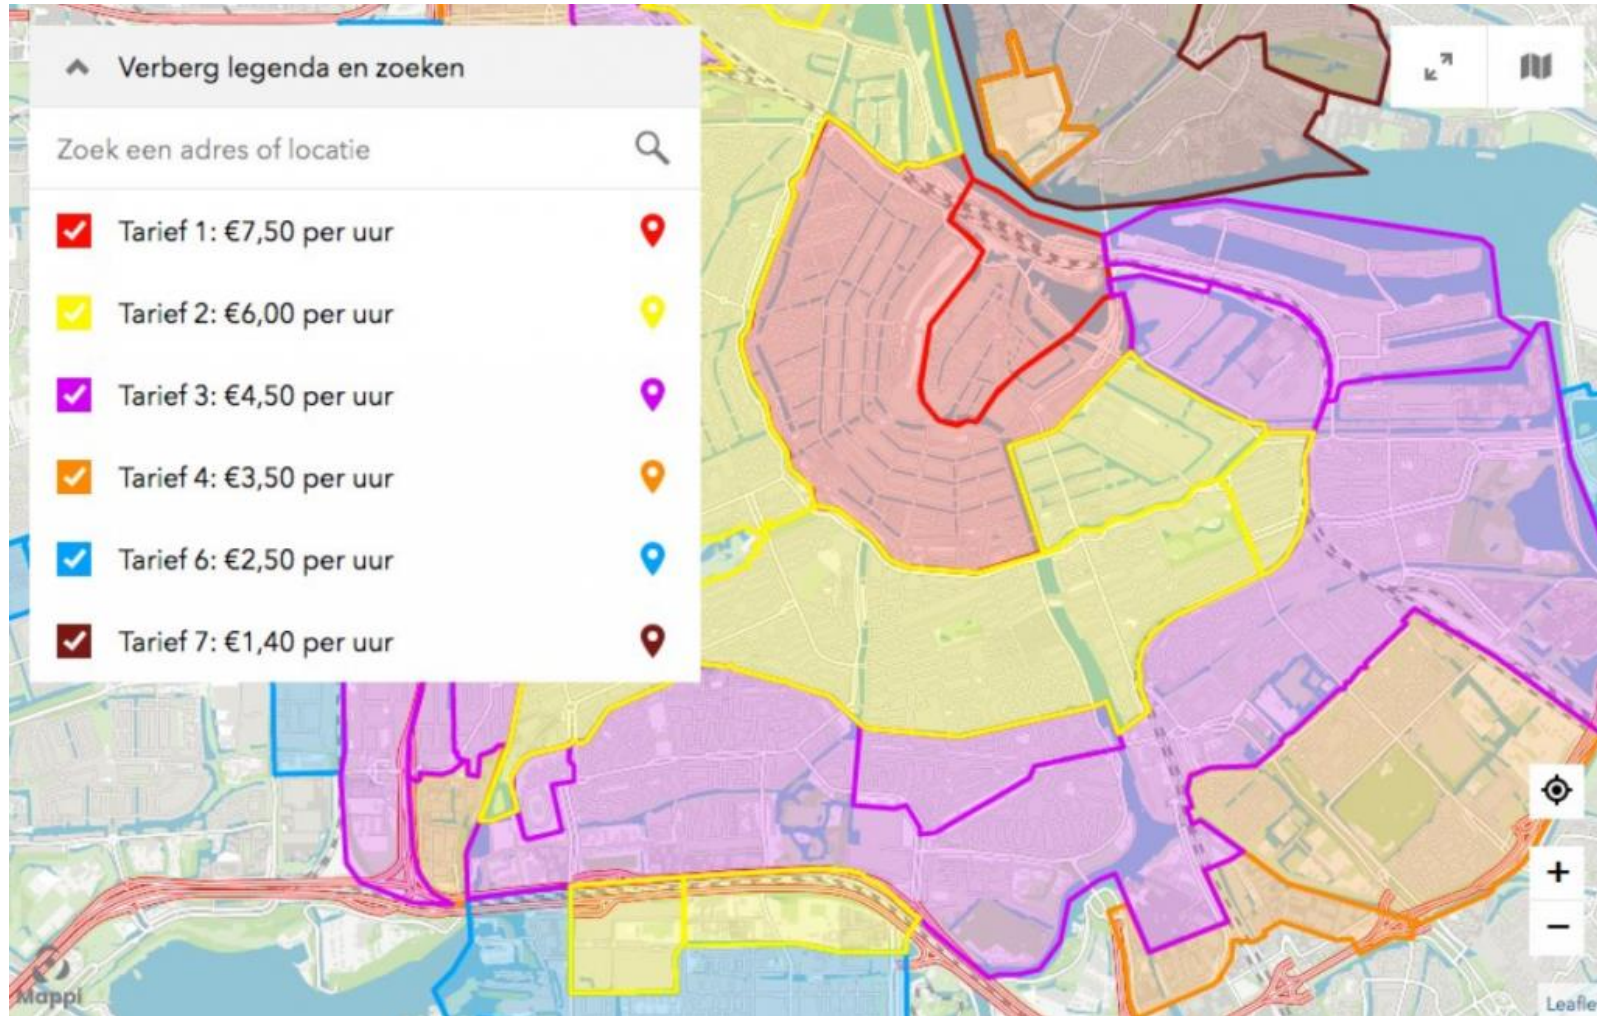 Verberg legenda en zoeken
Zoek een adres of locatie
Tarief 1: €7,50 per uur
Tarief 2: €6,00 per uur
Tarief 3: €4,50 per uur
Tarief 4: €3,50 per uur
Tarief 6: €2,50 per uur
Tarief 7: €1,40 per uur
+
−
Mappi
Leafle